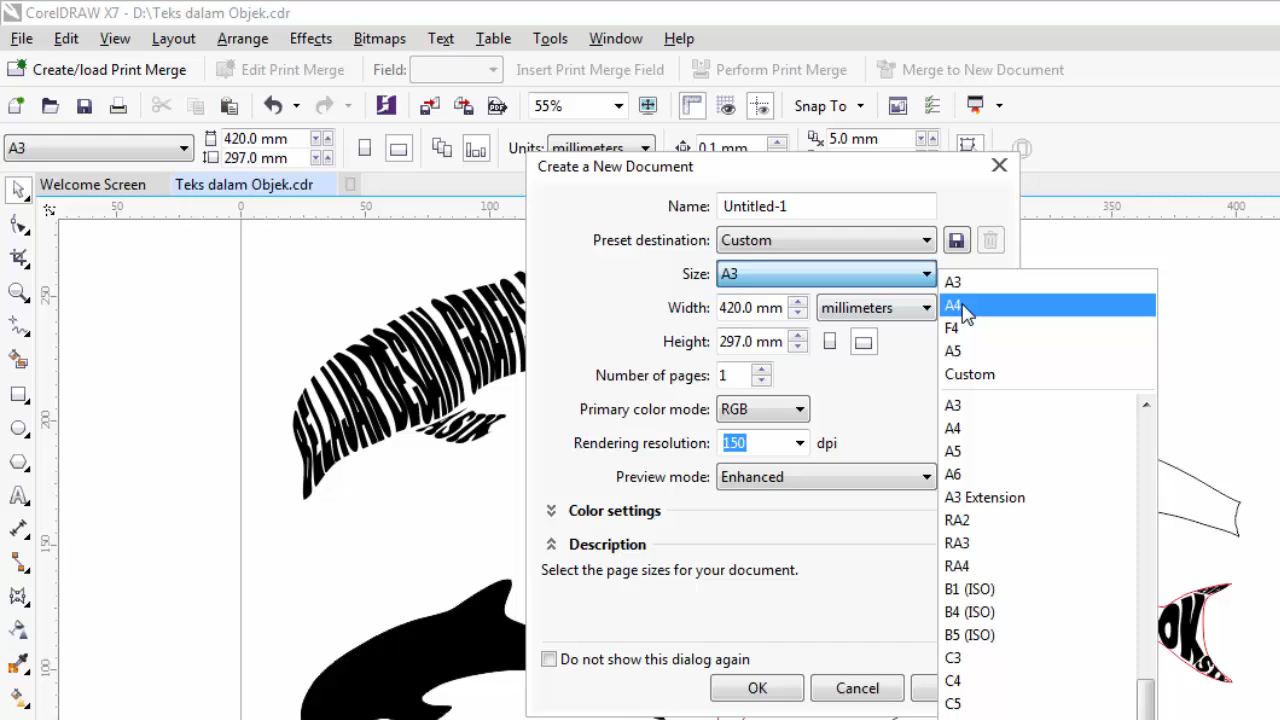 CorelDRAW X7 - D:\Teks dalam Objek.cdr
File Edit View Layout Arrange Effects Bitmaps Text Table Tools Window Help
Create/load Print Merge Edit Print Merge Field: Insert Print Merge Field Perform Print Merge Merge to New Document
55% Snap To
A3 420.0 mm 297.0 mm Units: millimeters 0.1 mm 5.0 mm
Welcome Screen Teks dalam Objek.cdr
50 0 50 100 350 400
250
200
150
100
BELAJAR DESAIN GRAFIS
ASIK
Create a New Document
Name: Untitled-1
Preset destination: Custom
Size: A3
Width: 420.0 mm millimeters
Height: 297.0 mm
Number of pages: 1
Primary color mode: RGB
Rendering resolution: 150 dpi
Preview mode: Enhanced
Color settings
Description
Select the page sizes for your document.
Do not show this dialog again
OK Cancel
A3
A4
F4
A5
Custom
A3
A4
A5
A6
A3 Extension
RA2
RA3
RA4
B1 (ISO)
B4 (ISO)
B5 (ISO)
C3
C4
C5